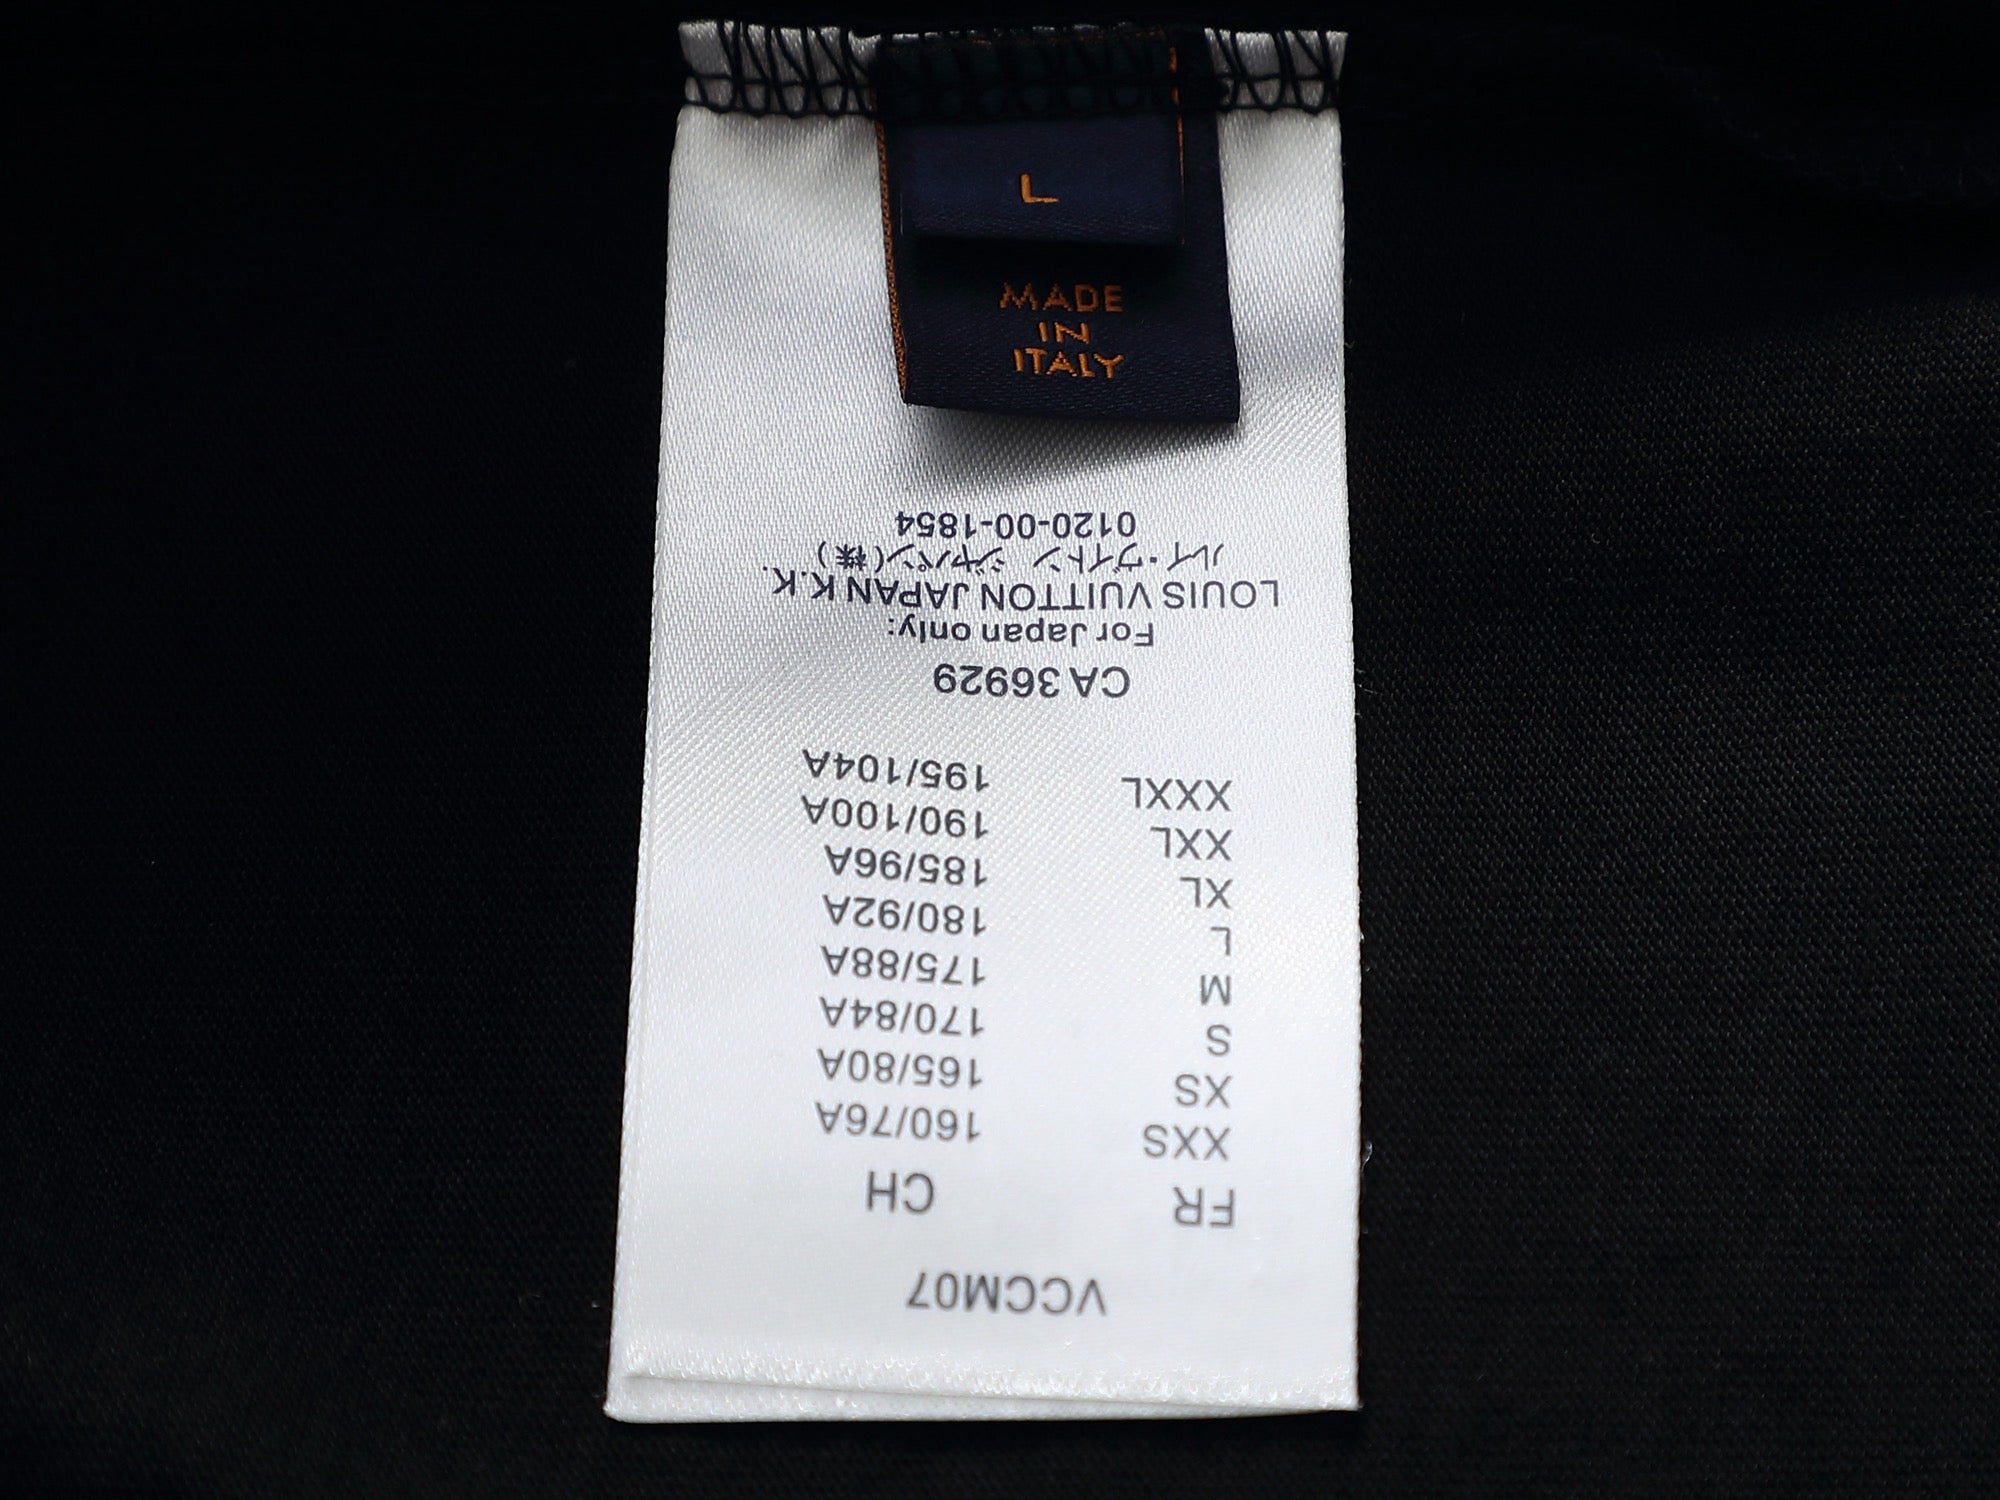 L
MADE
IN
ITALY
VCCM07
FR CH
XXS 160/76A
XS 165/80A
S 170/84A
M 175/88A
L 180/92A
XL 185/96A
XXL 190/100A
XXXL 195/104A
CA 36929
For Japan only:
LOUIS VUITTON JAPAN K.K.
ルイ・ヴィトン ジャパン(株)
0120-00-1854